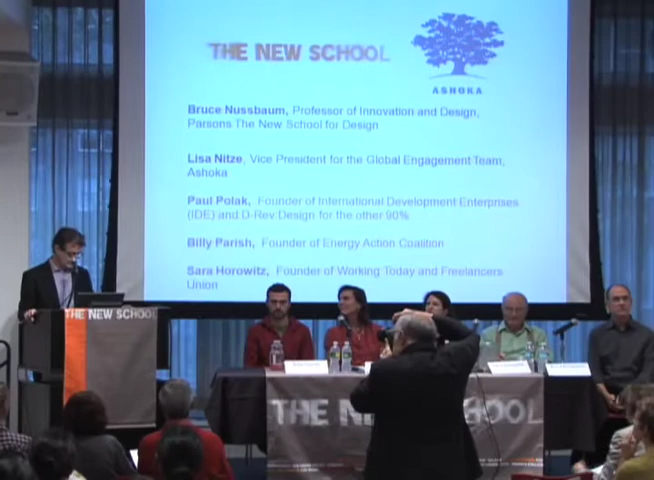 THE NEW SCHOOL
ASHOKA
Bruce Nussbaum, Professor of Innovation and Design,
Parsons The New School for Design
Lisa Nitze, Vice President for the Global Engagement Team,
Ashoka
Paul Polak, Founder of International Development Enterprises
(IDE) and D-Rev:Design for the other 90%
Billy Parish, Founder of Energy Action Coalition
Sara Horowitz, Founder of Working Today and Freelancers
Union
THE NEW SCHOOL
THE NE SCHOOL